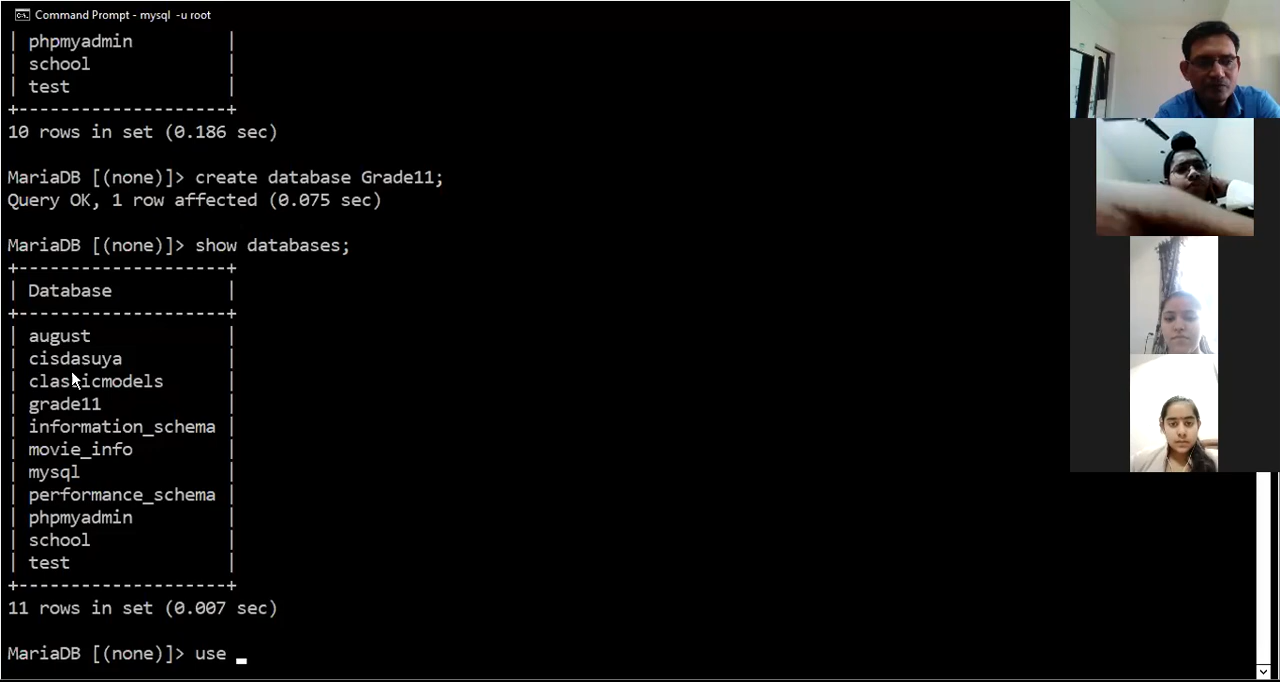 Command Prompt - mysql -u root
| phpmyadmin |
| school |
| test |
+--------------------+
10 rows in set (0.186 sec)
MariaDB [(none)]> create database Grade11;
Query OK, 1 row affected (0.075 sec)
MariaDB [(none)]> show databases;
+--------------------+
| Database |
+--------------------+
| august |
| cisdasuya |
| classicmodels |
| grade11 |
| information_schema |
| movie_info |
| mysql |
| performance_schema |
| phpmyadmin |
| school |
| test |
+--------------------+
11 rows in set (0.007 sec)
MariaDB [(none)]> use _